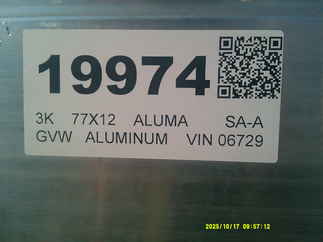 19974
3K 77X12 ALUMA SA-A
GVW ALUMINUM VIN 06729
2025/10/17 09:57:12